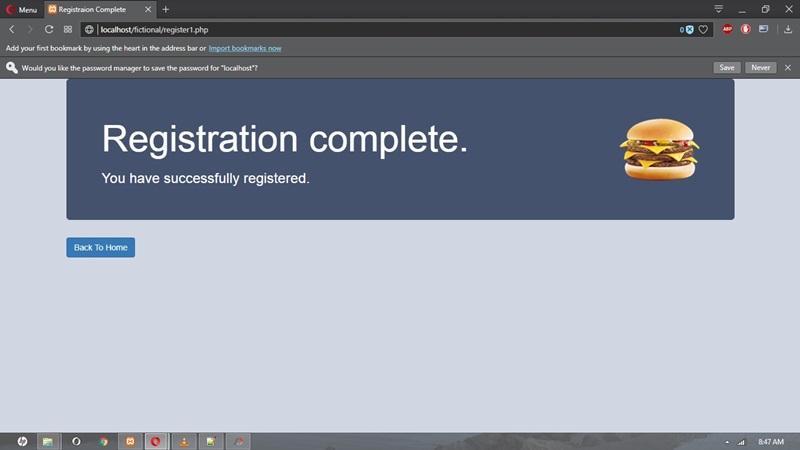 Menu
Registraion Complete
localhost/fictional/register1.php
0
ABP
Add your first bookmark by using the heart in the address bar or Import bookmarks now
Would you like the password manager to save the password for "localhost"?
Save
Never
Registration complete.
You have successfully registered.
Back To Home
8:47 AM